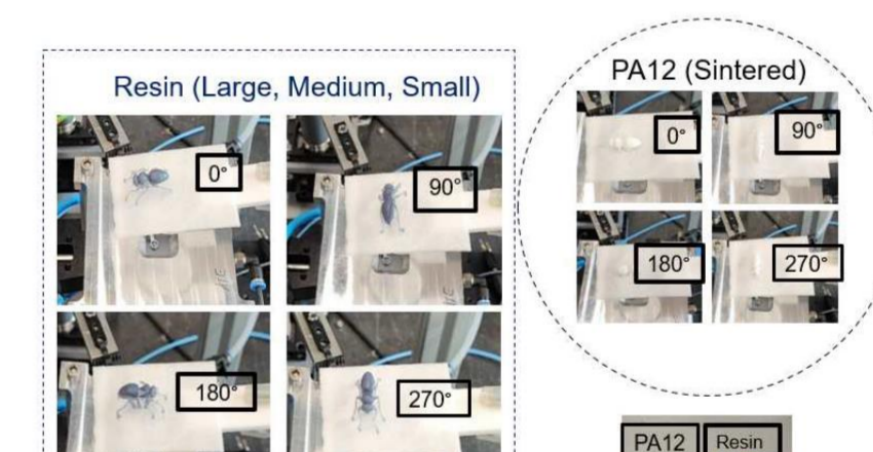 Resin (Large, Medium, Small)
0°
90°
180°
270°
PA12 (Sintered)
0°
90°
180°
270°
PA12
Resin